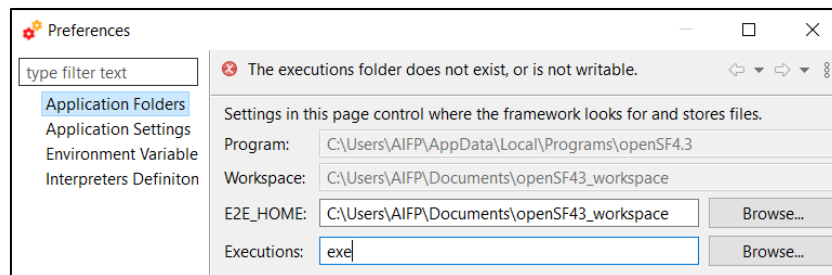 Preferences
type filter text
The executions folder does not exist, or is not writable.
Application Folders
Application Settings
Environment Variable
Interpreters Definiton
Settings in this page control where the framework looks for and stores files.
Program: C:\Users\AIFP\AppData\Local\Programs\openSF4.3
Workspace: C:\Users\AIFP\Documents\openSF43_workspace
E2E_HOME: C:\Users\AIFP\Documents\openSF43_workspace Browse...
Executions: exe Browse...